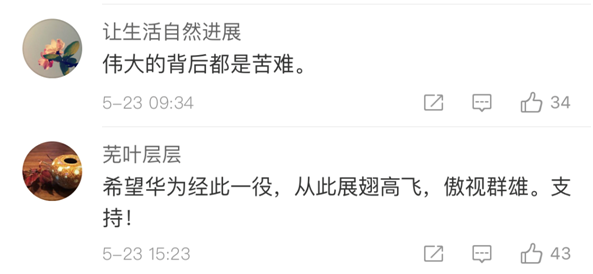 让生活自然进展
伟大的背后都是苦难。
5-23 09:34
34
芜叶层层
希望华为经此一役，从此展翅高飞，傲视群雄。支
持！
5-23 15:23
43